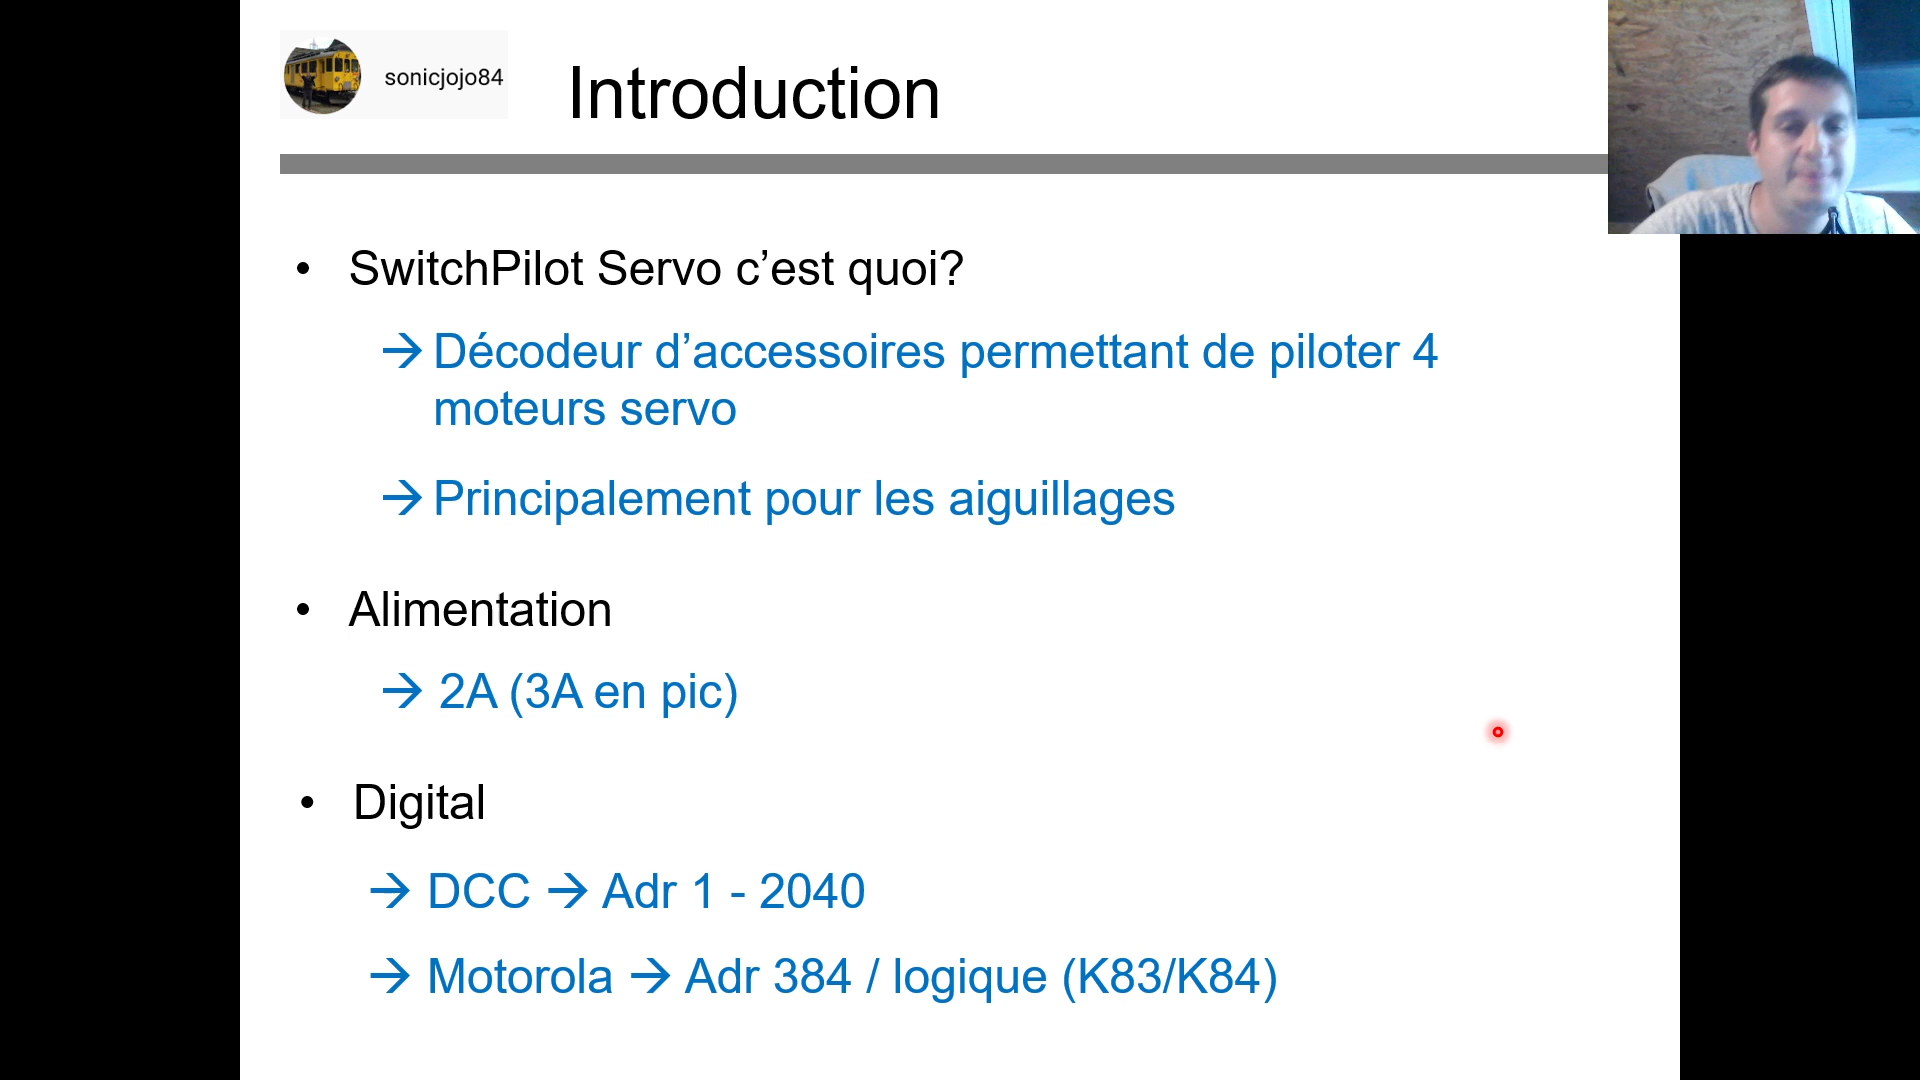 sonicjojo84
Introduction
• SwitchPilot Servo c’est quoi?
→ Décodeur d’accessoires permettant de piloter 4
moteurs servo
→ Principalement pour les aiguillages
• Alimentation
→ 2A (3A en pic)
• Digital
→ DCC → Adr 1 - 2040
→ Motorola → Adr 384 / logique (K83/K84)